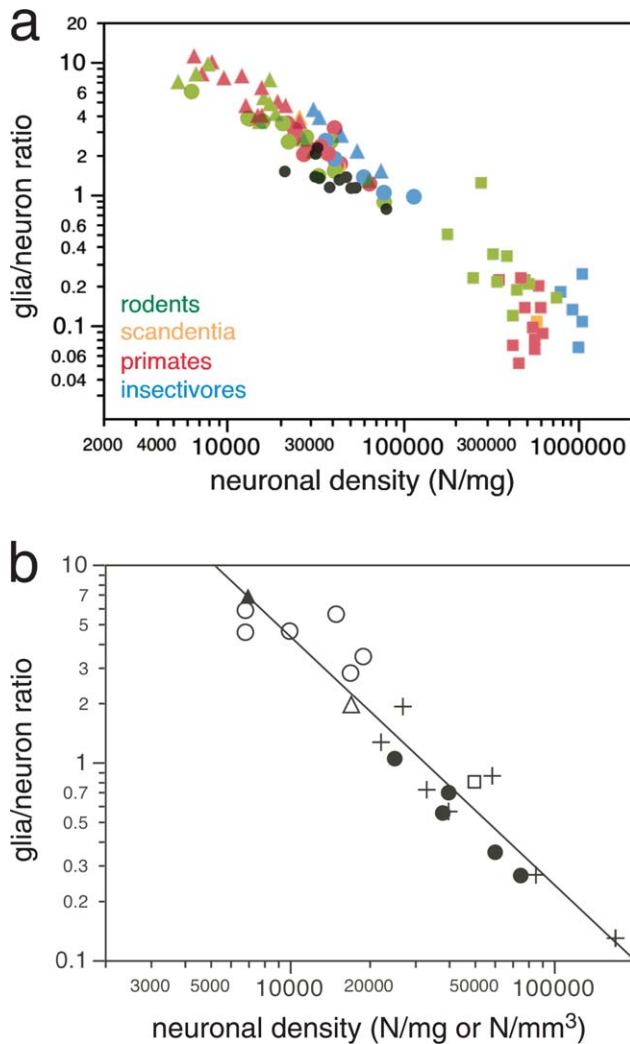 a
20
10
6
4
2
1
0.6
0.4
0.2
0.1
0.06
0.04
glia/neuron ratio
rodents
scandentia
primates
insectivores
2000 4000 10000 30000 100000 300000 1000000
neuronal density (N/mg)
b
10
7
5
3
2
1
0.7
0.5
0.3
0.2
0.1
glia/neuron ratio
3000 5000 10000 20000 50000 100000
neuronal density (N/mg or N/mm³)